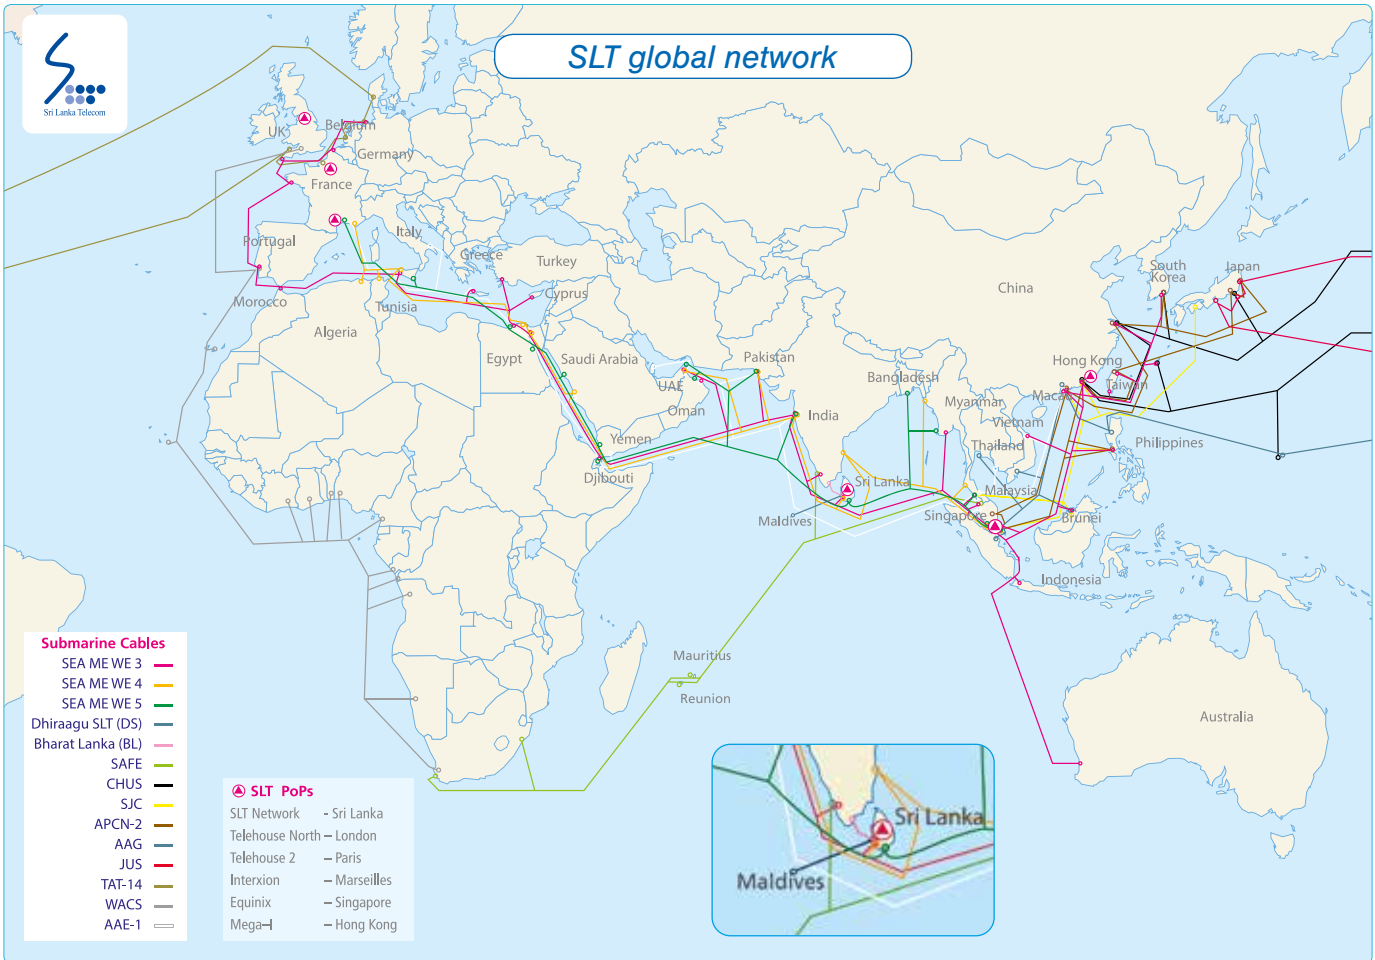 SLT global network
Sri Lanka Telecom
UK
Belgium
Germany
France
Portugal
Italy
Greece
Turkey
Cyprus
Morocco
Tunisia
Algeria
Egypt
Saudi Arabia
UAE
Oman
Yemen
Djibouti
Pakistan
India
Bangladesh
Myanmar
Thailand
Vietnam
Macau
Hong Kong
Taiwan
China
South
Korea
Japan
Philippines
Sri Lanka
Maldives
Malaysia
Singapore
Brunei
Indonesia
Mauritius
Reunion
Australia
Submarine Cables
SEA ME WE 3
SEA ME WE 4
SEA ME WE 5
Dhiraagu SLT (DS)
Bharat Lanka (BL)
SAFE
CHUS
SJC
APCN-2
AAG
JUS
TAT-14
WACS
AAE-1
SLT PoPs
SLT Network - Sri Lanka
Telehouse North – London
Telehouse 2 – Paris
Interxion – Marseilles
Equinix – Singapore
Mega-I – Hong Kong
Sri Lanka
Maldives